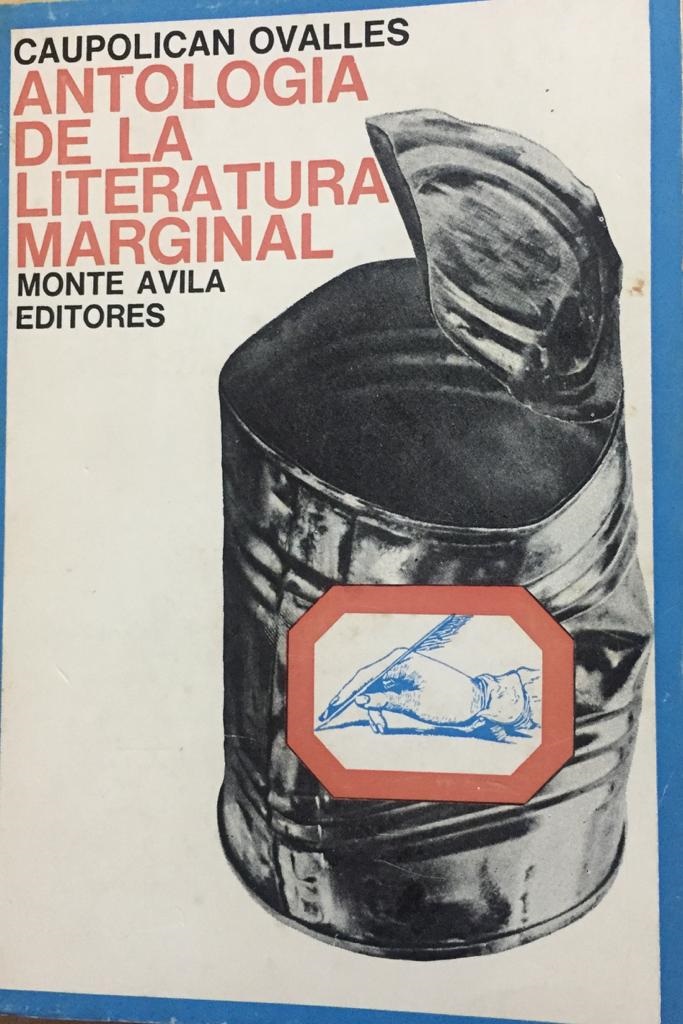 CAUPOLICAN OVALLES
ANTOLOGIA
DE LA
LITERATURA
MARGINAL
MONTE AVILA
EDITORES